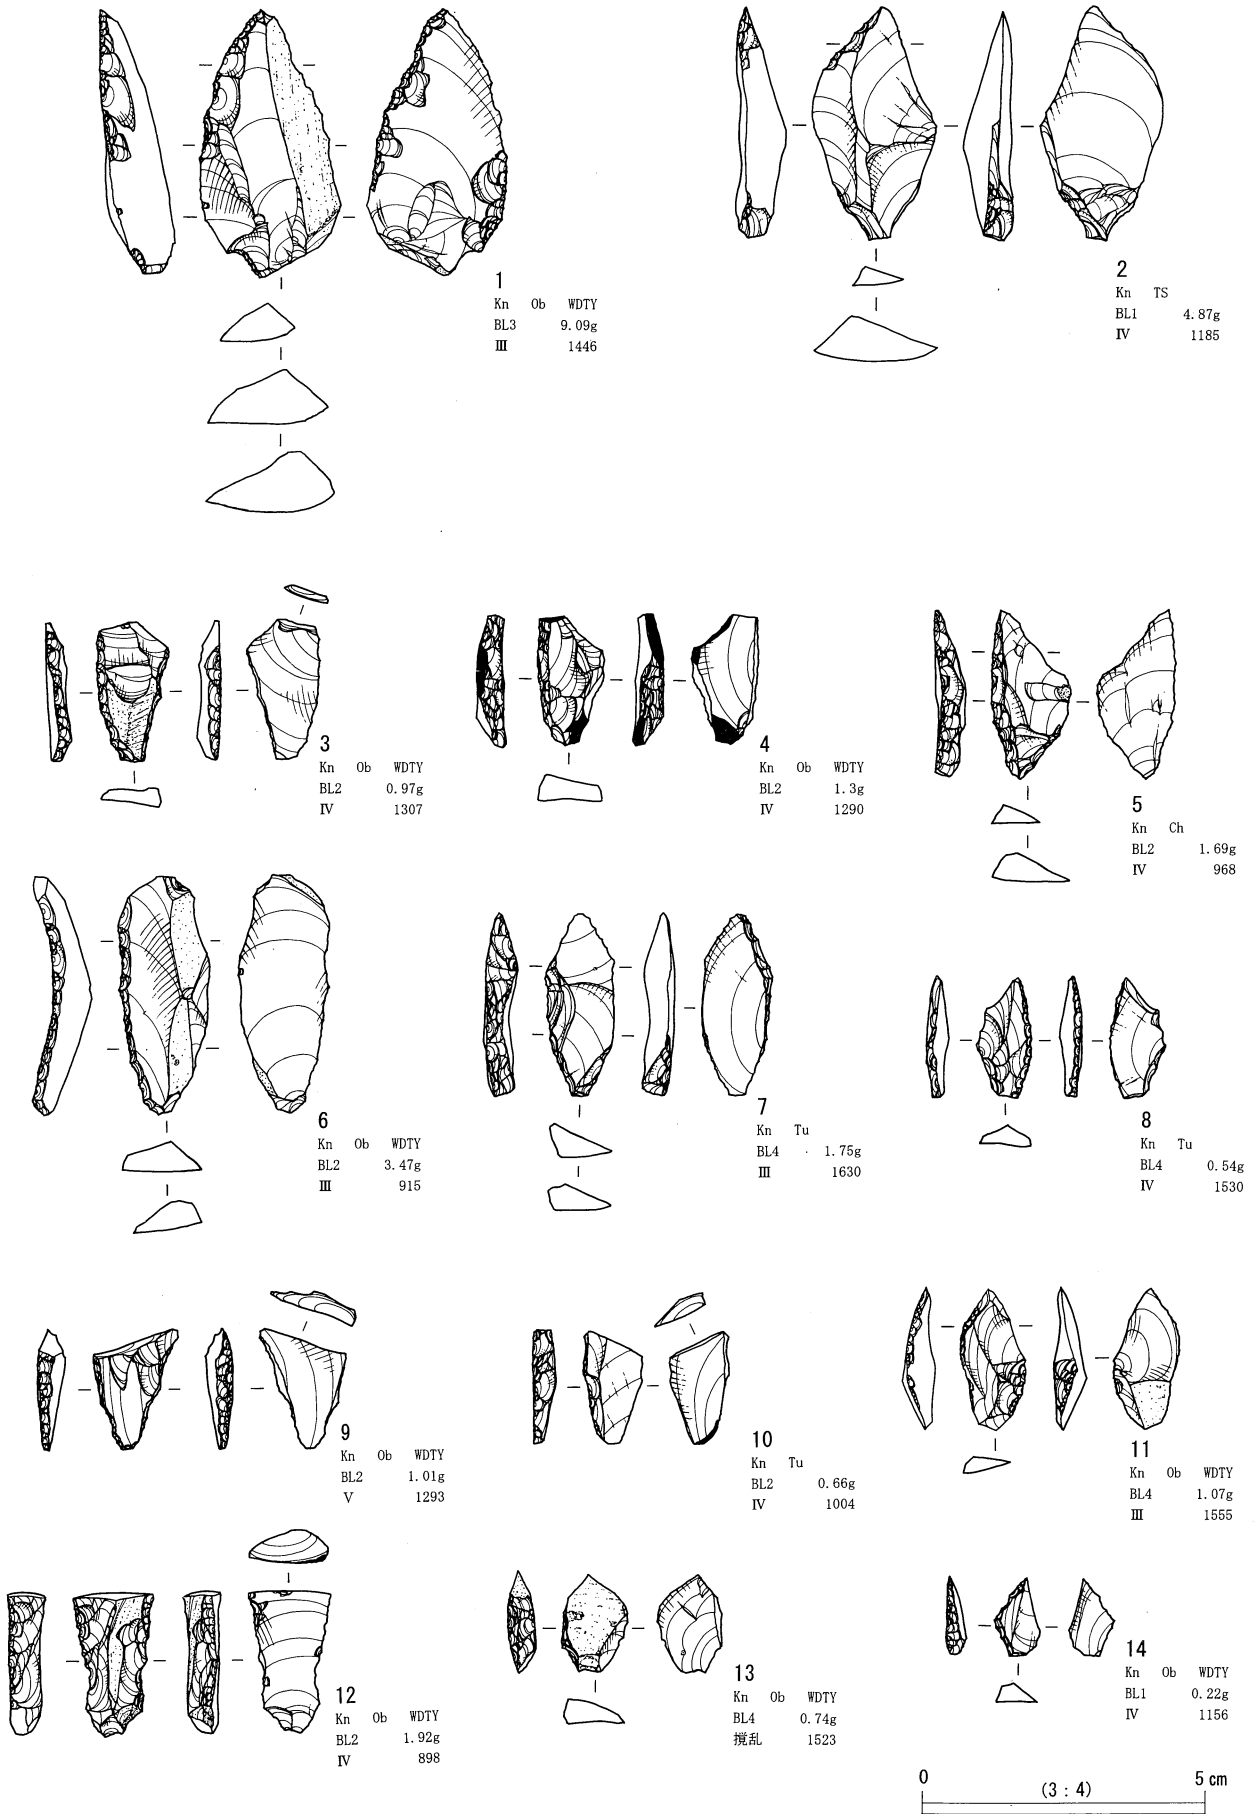 1
Kn Ob WDTY
BL3 9.09g
Ⅲ 1446
2
Kn TS
BL1 4.87g
Ⅳ 1185
3
Kn Ob WDTY
BL2 0.97g
Ⅳ 1307
4
Kn Ob WDTY
BL2 1.3g
Ⅳ 1290
5
Kn Ch
BL2 1.69g
Ⅳ 968
6
Kn Ob WDTY
BL2 3.47g
Ⅲ 915
7
Kn Tu
BL4 1.75g
Ⅲ 1630
8
Kn Tu
BL4 0.54g
Ⅳ 1530
9
Kn Ob WDTY
BL2 1.01g
Ⅴ 1293
10
Kn Tu
BL2 0.66g
Ⅳ 1004
11
Kn Ob WDTY
BL4 1.07g
Ⅲ 1555
12
Kn Ob WDTY
BL2 1.92g
Ⅳ 898
13
Kn Ob WDTY
BL4 0.74g
撹乱 1523
14
Kn Ob WDTY
BL1 0.22g
Ⅳ 1156
0 (3 : 4) 5 cm